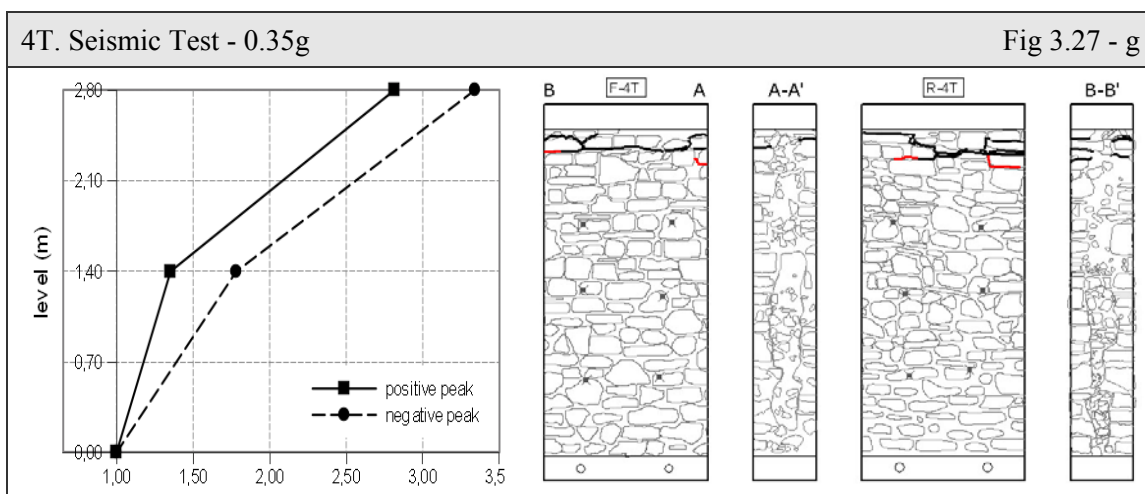 4T. Seismic Test - 0.35g Fig 3.27 - g
level (m)
2,80
2,10
1,40
0,70
0,00
1,00 1,50 2,00 2,50 3,00 3,5
positive peak
negative peak
B F-4T A
A-A'
R-4T
B-B'